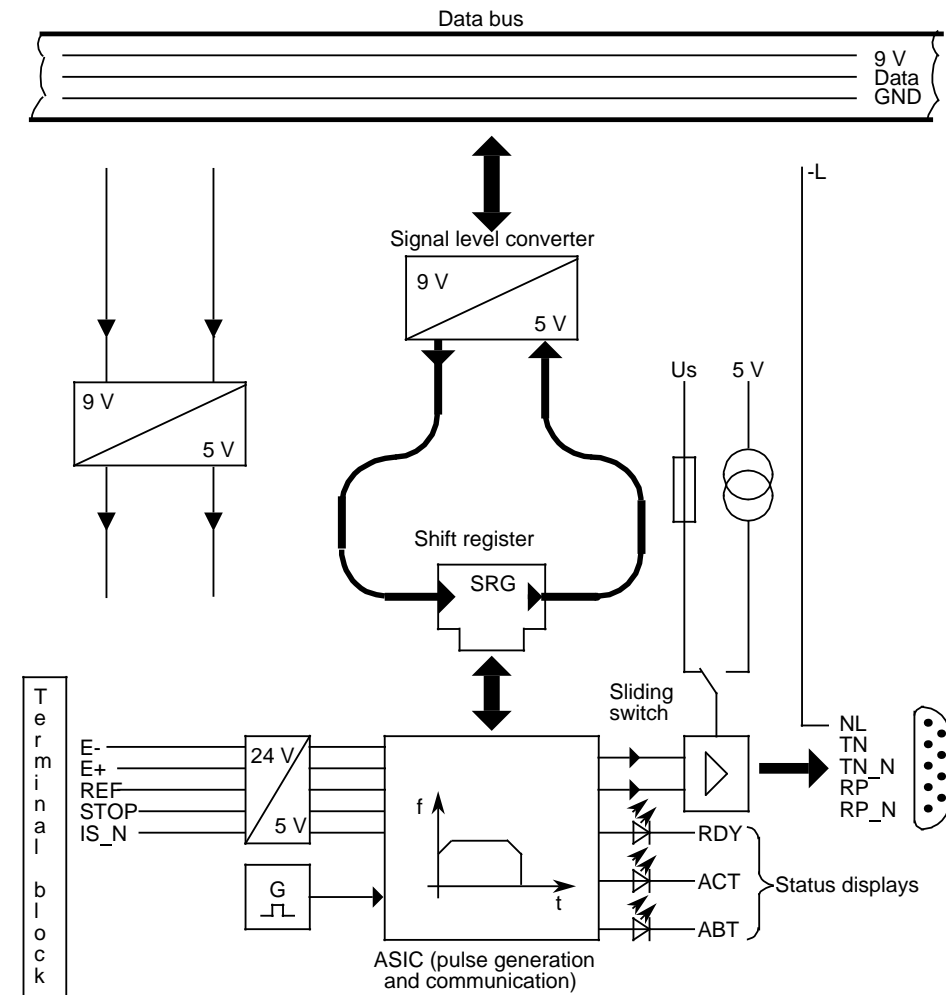 Data bus
9 V
Data
GND
-L
Signal level converter
9 V
5 V
Us
5 V
9 V
5 V
Shift register
SRG
Sliding
switch
Terminal block
E-
E+
REF
STOP
IS_N
24 V
5 V
G
f
t
NL
TN
TN_N
RP
RP_N
RDY
ACT
ABT
Status displays
ASIC (pulse generation
and communication)